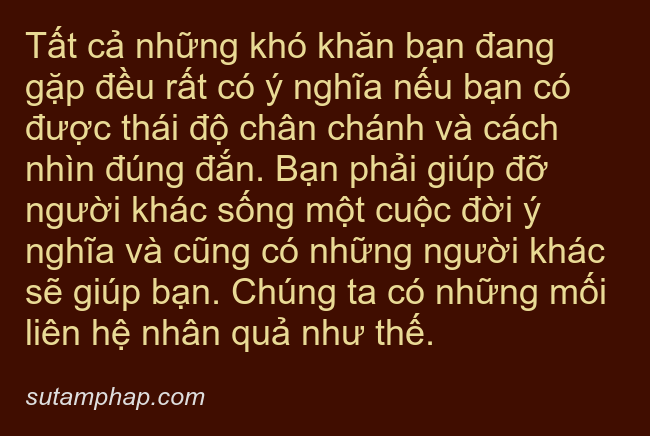 Tất cả những khó khăn bạn đang
gặp đều rất có ý nghĩa nếu bạn có
được thái độ chân chánh và cách
nhìn đúng đắn. Bạn phải giúp đỡ
người khác sống một cuộc đời ý
nghĩa và cũng có những người khác
sẽ giúp bạn. Chúng ta có những mối
liên hệ nhân quả như thế.
sutamphap.com